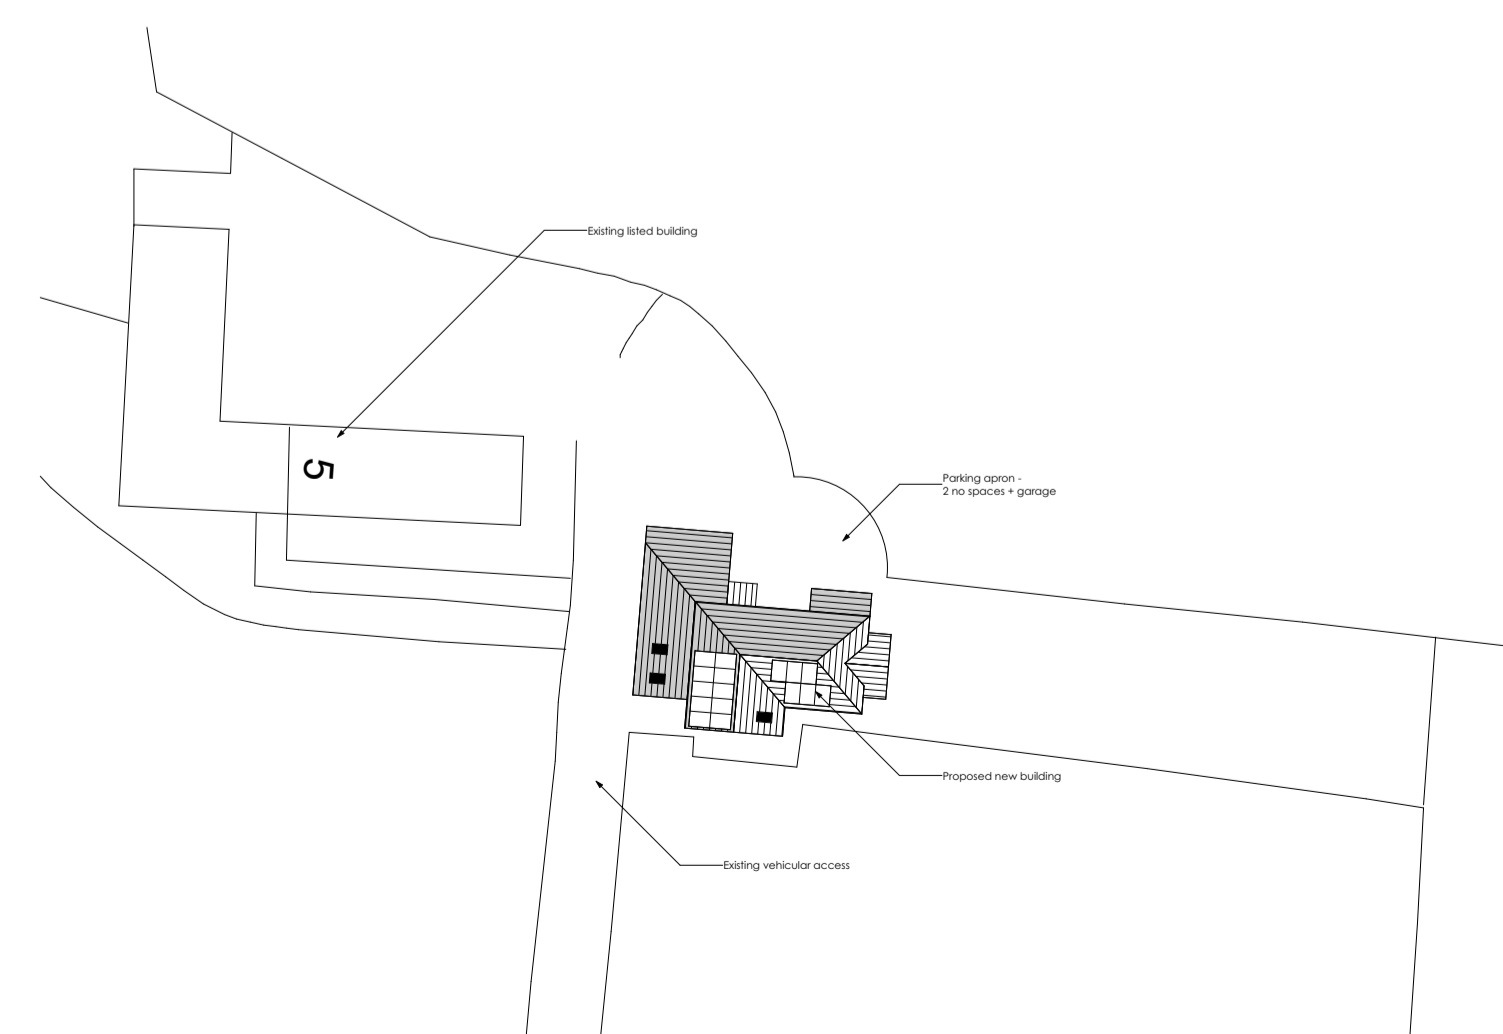 Existing listed building
5
Parking apron -
2 no spaces + garage
Proposed new building
Existing vehicular access